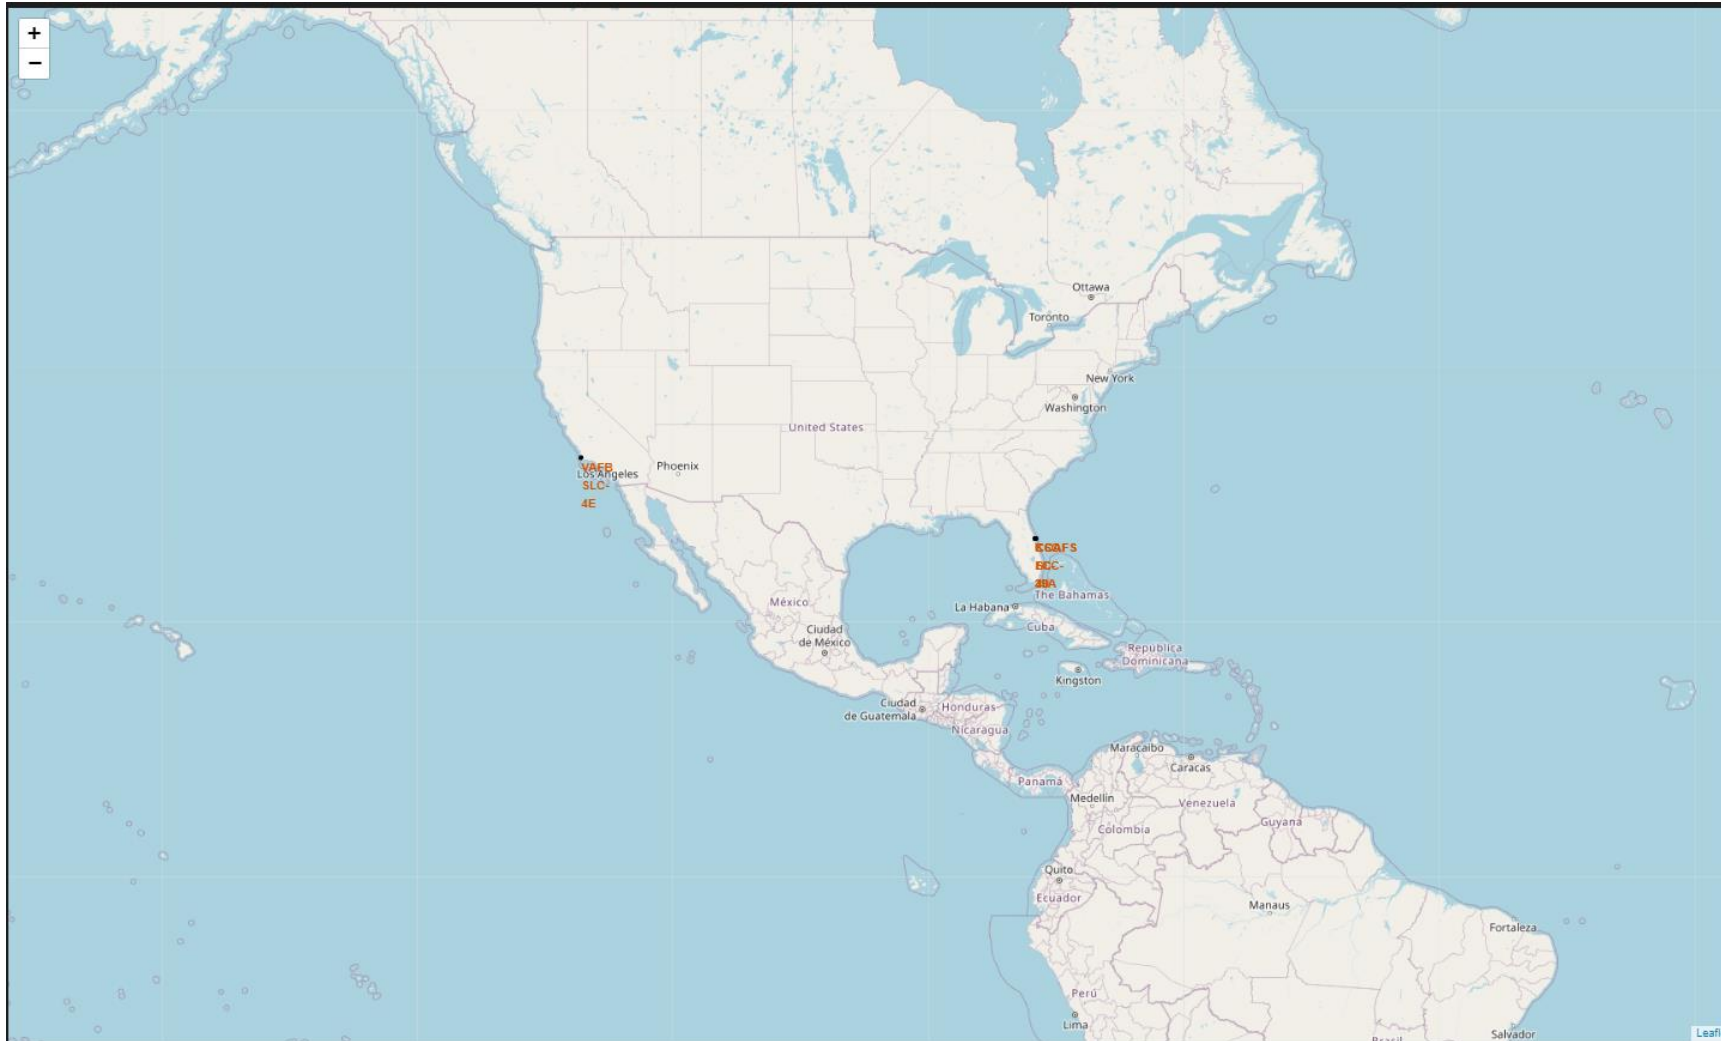 +
−
Ottawa
Toronto
New York
Washington
United States
VAFB
Los Angeles
SLC-
4E
Phoenix
The Bahamas
La Habana
Cuba
México
Ciudad
de México
República
Dominicana
Kingston
Ciudad
de Guatemala
Honduras
Nicaragua
Maracaibo
Caracas
Panamá
Medellín
Venezuela
Guyana
Colombia
Quito
Ecuador
Manaus
Fortaleza
Perú
Lima
Salvador